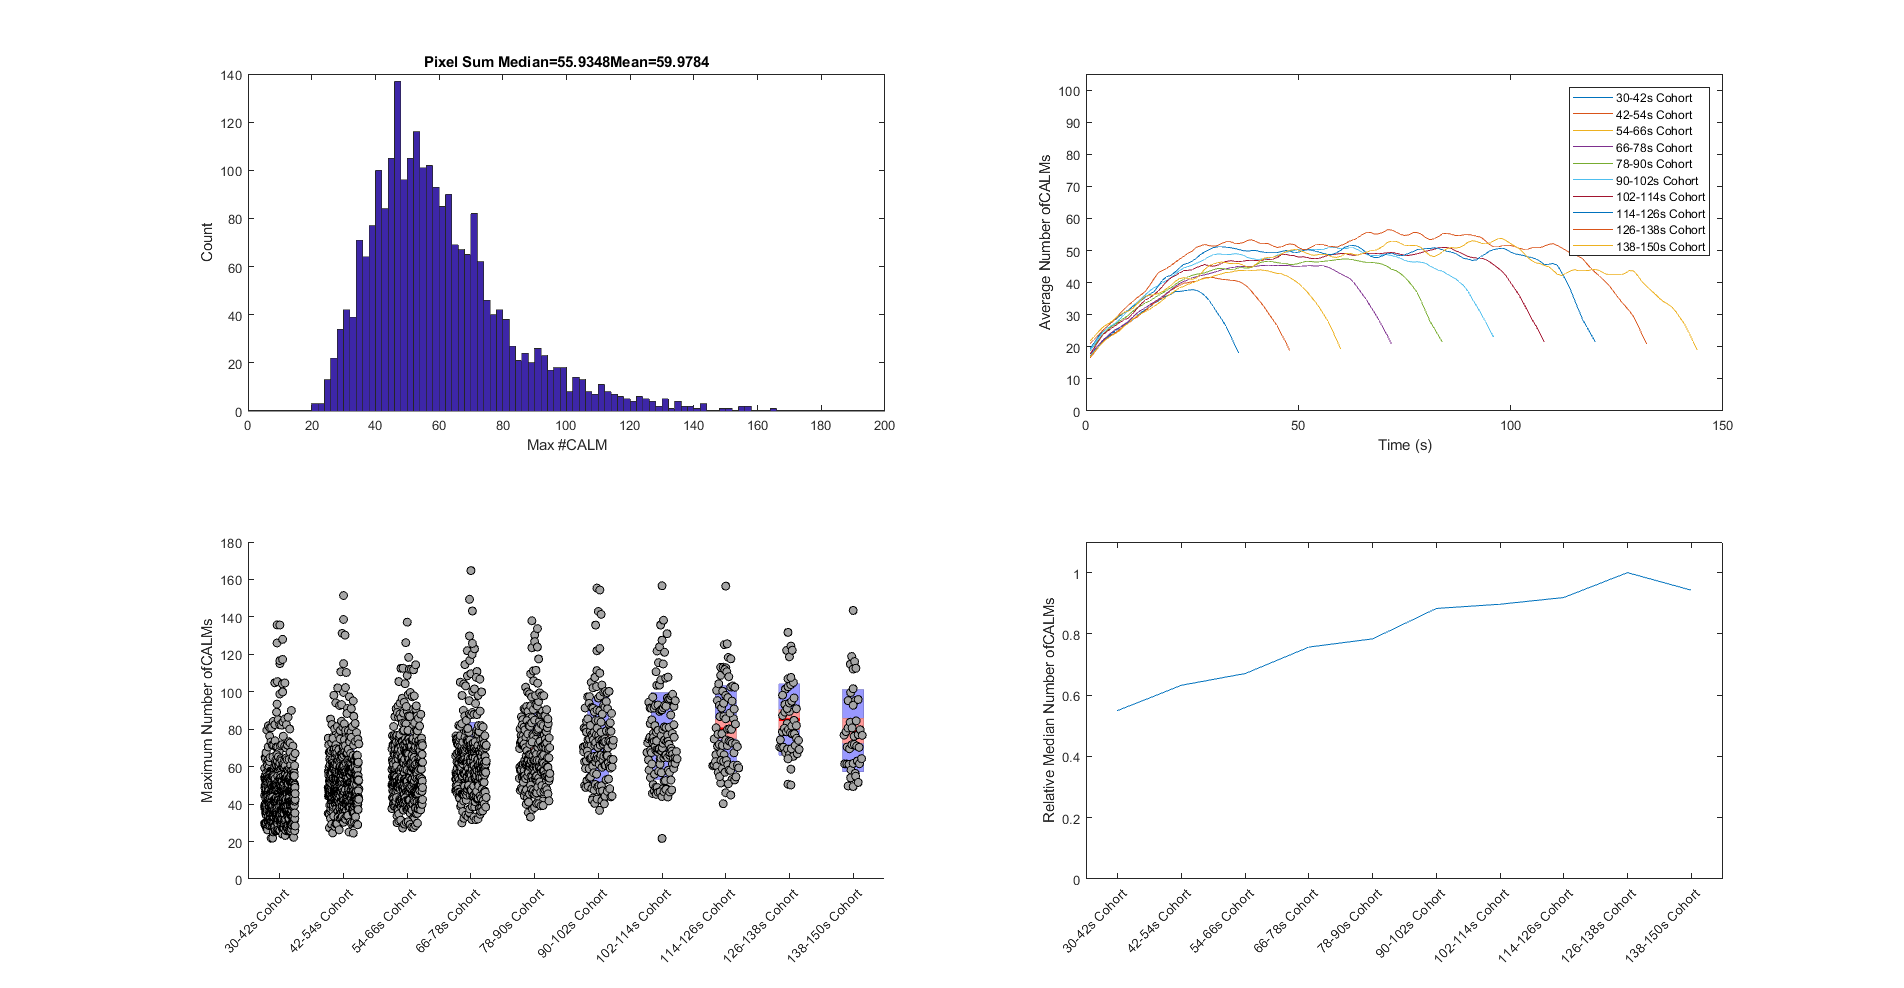 Pixel Sum Median=55.9348Mean=59.9784
140
120
100
80
60
40
20
0
Count
0 20 40 60 80 100 120 140 160 180 200
Max #CALM
100
90
80
70
60
50
40
30
20
10
0
Average Number ofCALMs
0 50 100 150
Time (s)
30-42s Cohort
42-54s Cohort
54-66s Cohort
66-78s Cohort
78-90s Cohort
90-102s Cohort
102-114s Cohort
114-126s Cohort
126-138s Cohort
138-150s Cohort
180
160
140
120
100
80
60
40
20
0
Maximum Number ofCALMs
30-42s Cohort
42-54s Cohort
54-66s Cohort
66-78s Cohort
78-90s Cohort
90-102s Cohort
102-114s Cohort
114-126s Cohort
126-138s Cohort
138-150s Cohort
1
0.8
0.6
0.4
0.2
0
Relative Median Number ofCALMs
30-42s Cohort
42-54s Cohort
54-66s Cohort
66-78s Cohort
78-90s Cohort
90-102s Cohort
102-114s Cohort
114-126s Cohort
126-138s Cohort
138-150s Cohort